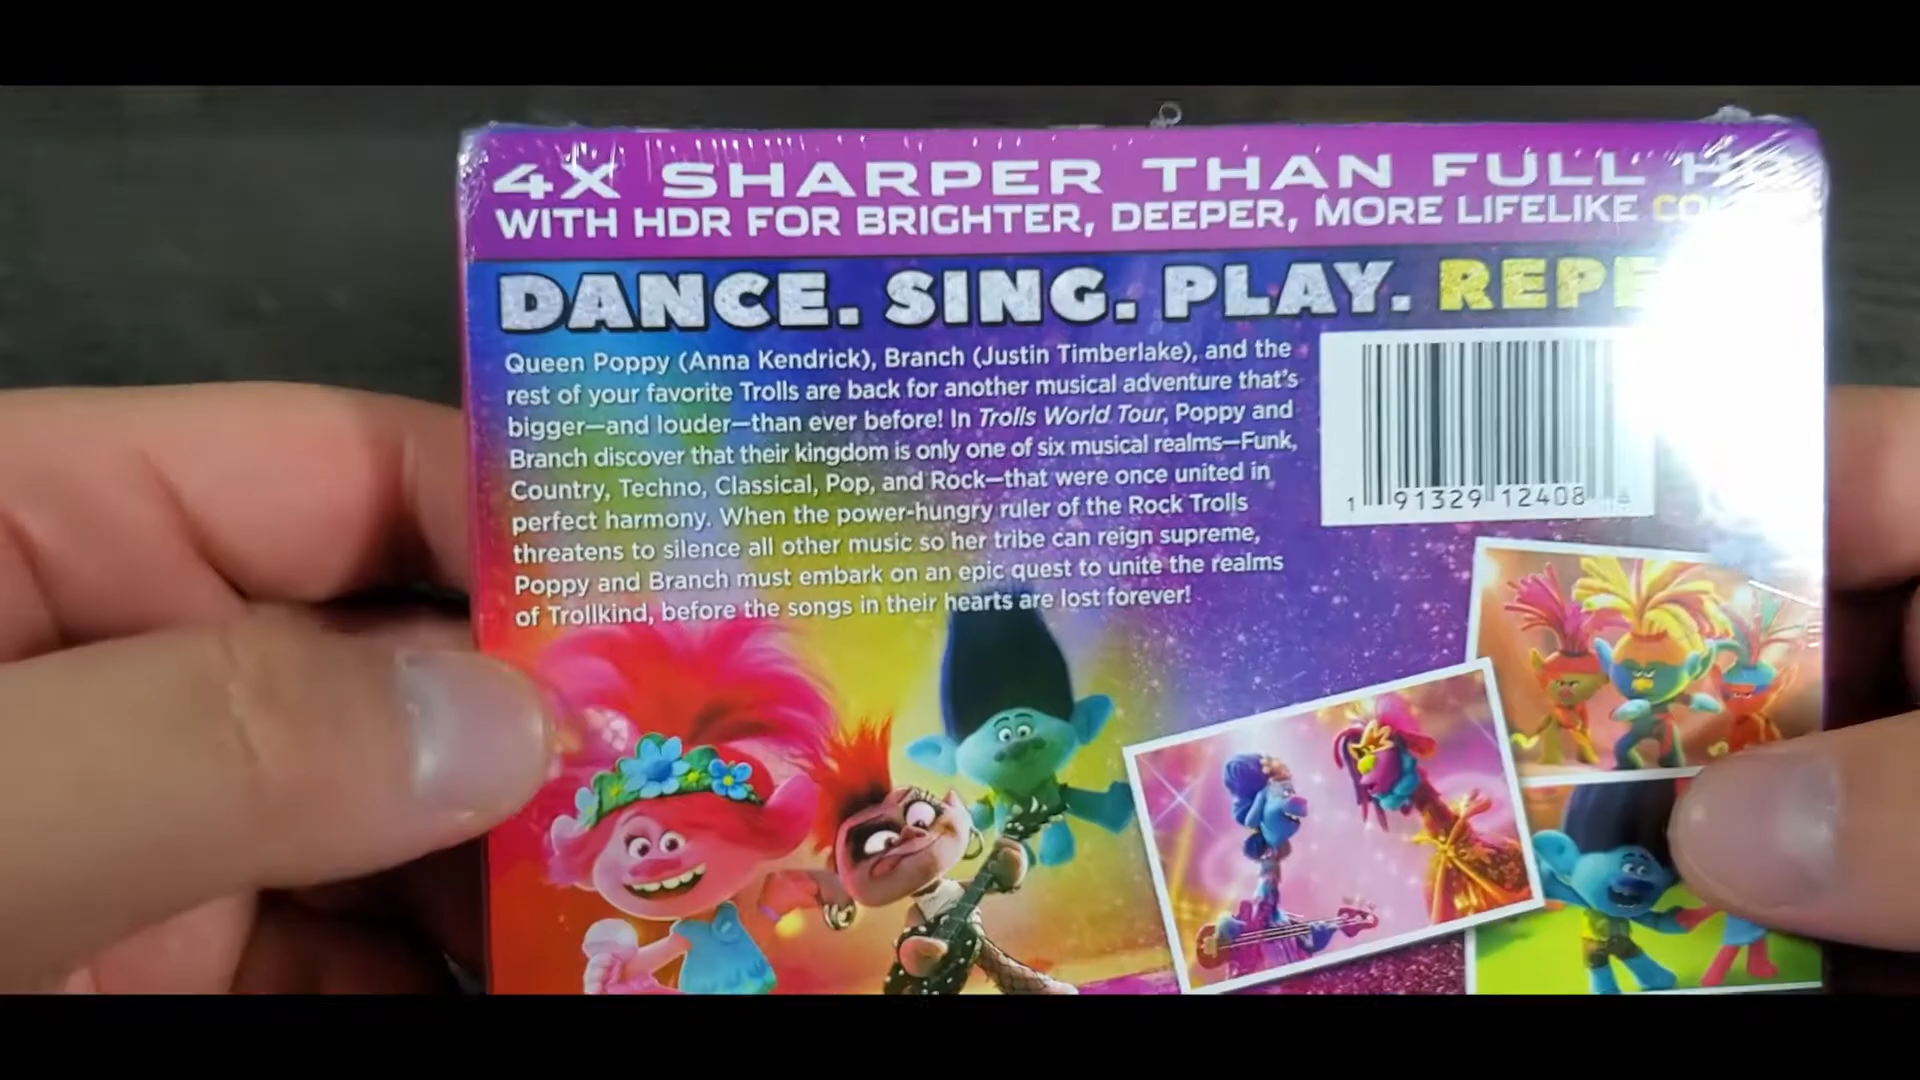 4X SHARPER THAN FULL
WITH HDR FOR BRIGHTER, DEEPER, MORE LIFELIKE
DANCE. SING. PLAY.
Queen Poppy (Anna Kendrick), Branch (Justin Timberlake), and the
rest of your favorite Trolls are back for another musical adventure that's
bigger—and louder—than ever before! In Trolls World Tour, Poppy and
Branch discover that their kingdom is only one of six musical realms—Funk,
Country, Techno, Classical, Pop, and Rock—that were once united in
perfect harmony. When the power-hungry ruler of the Rock Trolls
threatens to silence all other music so her tribe can reign supreme,
Poppy and Branch must embark on an epic quest to unite the realms
of Trollkind, before the songs in their hearts are lost forever!
1 91329 12408